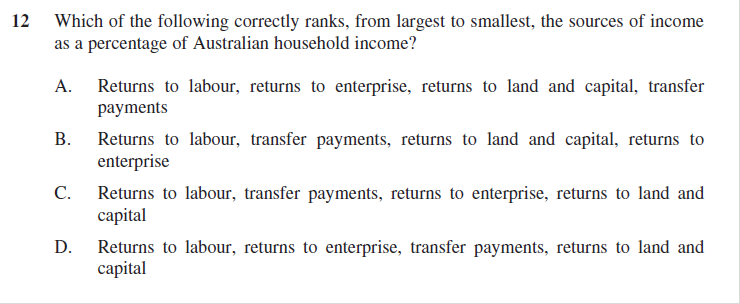 12 Which of the following correctly ranks, from largest to smallest, the sources of income
as a percentage of Australian household income?
A. Returns to labour, returns to enterprise, returns to land and capital, transfer
payments
B. Returns to labour, transfer payments, returns to land and capital, returns to
enterprise
C. Returns to labour, transfer payments, returns to enterprise, returns to land and
capital
D. Returns to labour, returns to enterprise, transfer payments, returns to land and
capital